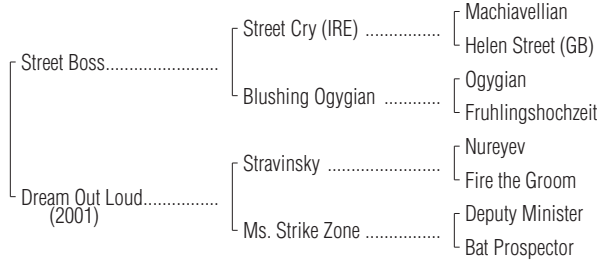 Machiavellian
Street Cry (IRE) ..................
Helen Street (GB)
Street Boss...........................
Ogygian
Blushing Ogygian .............
Fruhlingshochzeit
Nureyev
Stravinsky ...........................
Fire the Groom
Dream Out Loud..................
(2001)
Deputy Minister
Ms. Strike Zone ..................
Bat Prospector